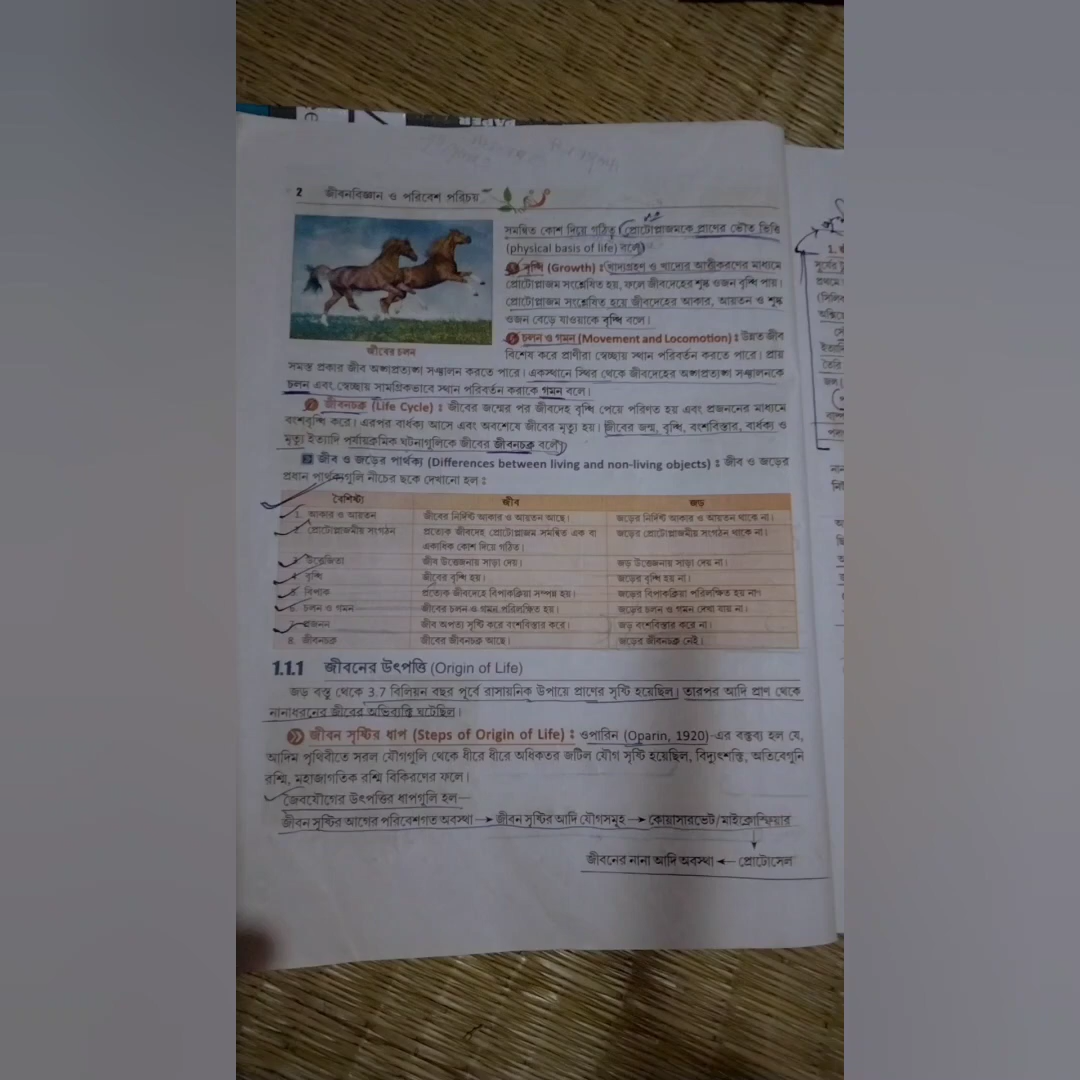 2 জীবনবিজ্ঞান ও পরিবেশ পরিচয়
সমন্বিত কোশ দিয়ে গঠিত (প্রোটোপ্লাজমকে প্রাণের ভৌত ভিত্তি
(physical basis of life) বলে)
বৃদ্ধি (Growth) : খাদ্যগ্রহণ ও খাদ্যের আত্তীকরণের মাধ্যমে
প্রোটোপ্লাজম সংশ্লেষিত হয়, ফলে জীবদেহের শুষ্ক ওজন বৃদ্ধি পায়।
প্রোটোপ্লাজম সংশ্লেষিত হয়ে জীবদেহের আকার, আয়তন ও শুষ্ক
ওজন বেড়ে যাওয়াকে বৃদ্ধি বলে।
চলন ও গমন (Movement and Locomotion) : উন্নত জীব
জীবের চলন
বিশেষ করে প্রাণীরা স্বেচ্ছায় স্থান পরিবর্তন করতে পারে। প্রায়
সমস্ত প্রকার জীব অঙ্গপ্রত্যঙ্গ সঞ্চালন করতে পারে। একস্থানে স্থির থেকে জীবদেহের অঙ্গপ্রত্যঙ্গ সঞ্চালনকে
চলন এবং স্বেচ্ছায় সামগ্রিকভাবে স্থান পরিবর্তন করাকে গমন বলে।
জীবনচক্র (Life Cycle) : জীবের জন্মের পর জীবদেহ বৃদ্ধি পেয়ে পরিণত হয় এবং প্রজননের মাধ্যমে
বংশবৃদ্ধি করে। এরপর বার্ধক্য আসে এবং অবশেষে জীবের মৃত্যু হয়। জীবের জন্ম, বৃদ্ধি, বংশবিস্তার, বার্ধক্য ও
মৃত্যু ইত্যাদি পর্যায়ক্রমিক ঘটনাগুলিকে জীবের জীবনচক্র বলে।
জীব ও জড়ের পার্থক্য (Differences between living and non-living objects) : জীব ও জড়ের
প্রধান পার্থক্যগুলি নীচের ছকে দেখানো হল :
বৈশিষ্ট্য জীব জড়
1. আকার ও আয়তন জীবের নির্দিষ্ট আকার ও আয়তন আছে। জড়ের নির্দিষ্ট আকার ও আয়তন থাকে না।
2. প্রোটোপ্লাজমীয় সংগঠন প্রত্যেক জীবদেহ প্রোটোপ্লাজম সমন্বিত এক বা জড়ের প্রোটোপ্লাজমীয় সংগঠন থাকে না।
একাধিক কোশ দিয়ে গঠিত।
3. উত্তেজিতা জীব উত্তেজনায় সাড়া দেয়। জড় উত্তেজনায় সাড়া দেয় না।
4. বৃদ্ধি জীবের বৃদ্ধি হয়। জড়ের বৃদ্ধি হয় না।
5. বিপাক প্রত্যেক জীবদেহে বিপাকক্রিয়া সম্পন্ন হয়। জড়ের বিপাকক্রিয়া পরিলক্ষিত হয় না।
6. চলন ও গমন জীবের চলন ও গমন পরিলক্ষিত হয়। জড়ের চলন ও গমন দেখা যায় না।
7. প্রজনন জীব অপত্য সৃষ্টি করে বংশবিস্তার করে। জড় বংশবিস্তার করে না।
8. জীবনচক্র জীবের জীবনচক্র আছে। জড়ের জীবনচক্র নেই।
1.1.1 জীবনের উৎপত্তি (Origin of Life)
জড় বস্তু থেকে 3.7 বিলিয়ন বছর পূর্বে রাসায়নিক উপায়ে প্রাণের সৃষ্টি হয়েছিল। তারপর আদি প্রাণ থেকে
নানাধরনের জীবের অভিব্যক্তি ঘটেছিল।
জীবন সৃষ্টির ধাপ (Steps of Origin of Life) : ওপারিন (Oparin, 1920)-এর বক্তব্য হল যে,
আদিম পৃথিবীতে সরল যৌগগুলি থেকে ধীরে ধীরে অধিকতর জটিল যৌগ সৃষ্টি হয়েছিল, বিদ্যুৎশক্তি, অতিবেগুনি
রশ্মি, মহাজাগতিক রশ্মি বিকিরণের ফলে।
জৈবযৌগের উৎপত্তির ধাপগুলি হল—
জীবন সৃষ্টির আগের পরিবেশগত অবস্থা → জীবন সৃষ্টির আদি যৌগসমূহ → কোয়াসারভেট/মাইক্রোস্ফিয়ার
↓
জীবনের নানা আদি অবস্থা ← প্রোটোসেল